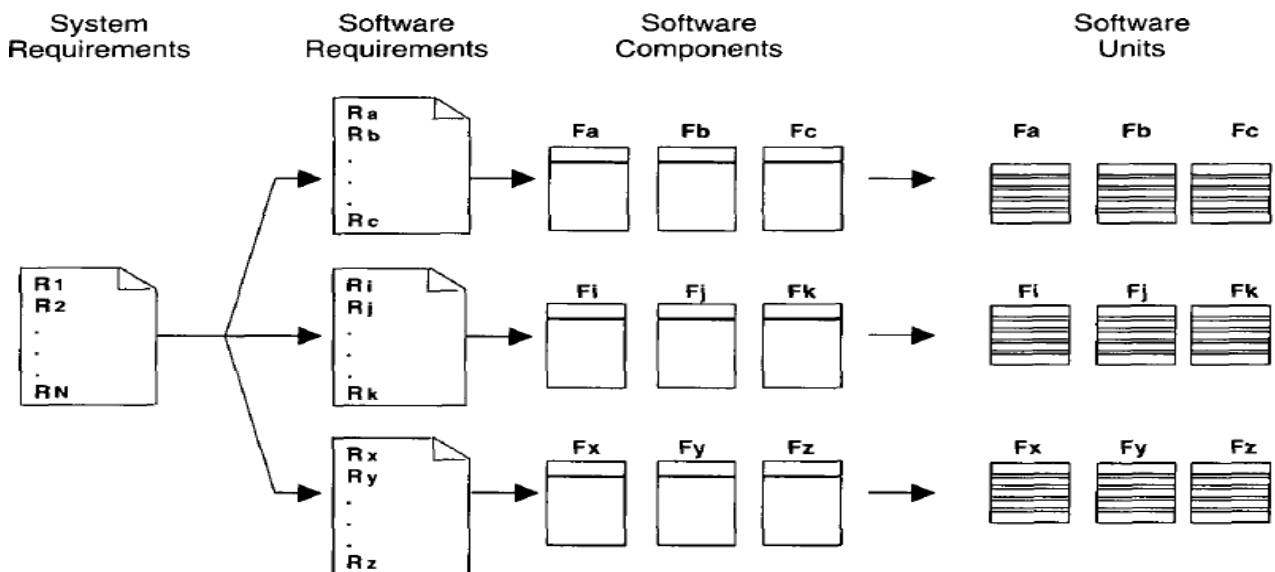 System
Requirements
Software
Requirements
Software
Components
Software
Units
R1
R2
.
.
.
RN
Ra
Rb
.
.
.
Rc
Fa Fb Fc
Fa Fb Fc
Ri
Rj
.
.
.
Rk
Fi Fj Fk
Fi Fj Fk
Rx
Ry
.
.
.
Rz
Fx Fy Fz
Fx Fy Fz